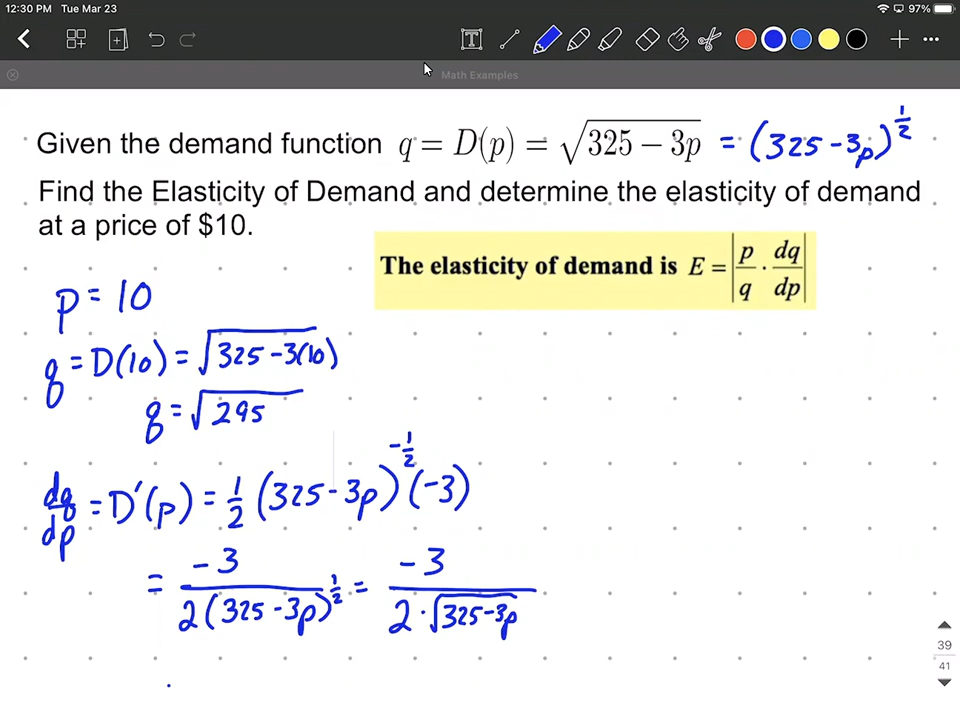 12:30 PM Tue Mar 23 97%
Math Examples
Given the demand function q = D(p) = √(325 − 3p) = (325 - 3p)^(1/2)
Find the Elasticity of Demand and determine the elasticity of demand
at a price of $10.
The elasticity of demand is E = |p/q · dq/dp|
p = 10
q = D(10) = √(325 - 3(10))
q = √295
dq/dp = D'(p) = 1/2 (325 - 3p)^(-1/2) (-3)
= -3/(2(325 - 3p)^(1/2)) = -3/(2·√(325-3p))
39
41